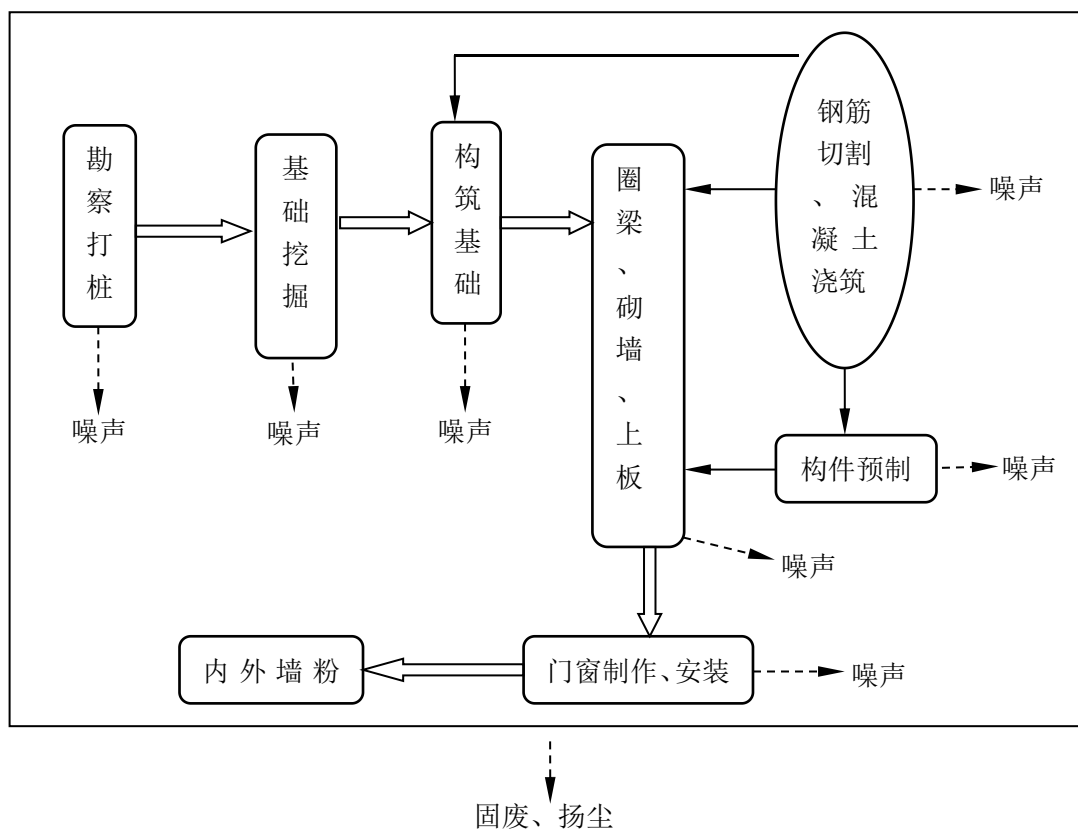 勘察打桩
基础挖掘
构筑基础
圈梁、砌墙、上板
钢筋
切割
、混
凝土
浇筑
噪声
噪声
噪声
噪声
构件预制
噪声
噪声
内外墙粉
门窗制作、安装
噪声
固废、扬尘